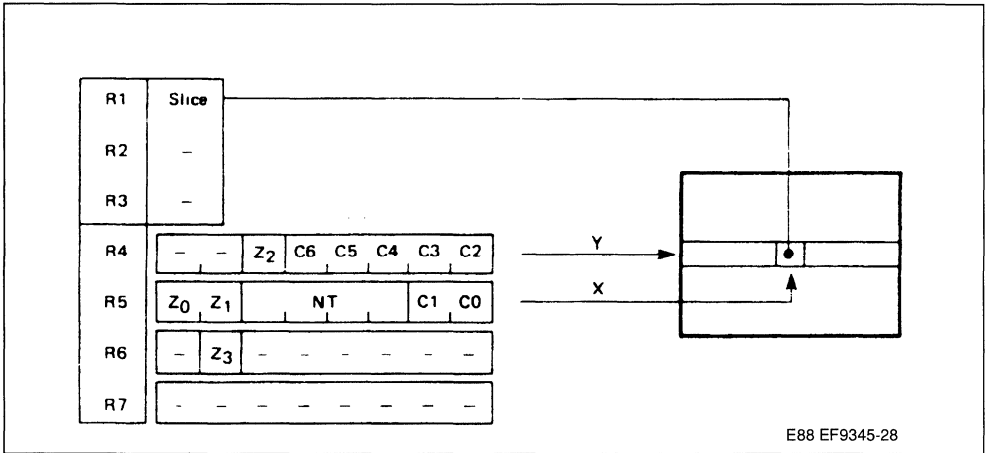 R1 Slice
R2 –
R3 –
R4 – – Z2 C6 C5 C4 C3 C2 Y
R5 Z0 Z1 NT C1 C0 X
R6 – Z3 – – – – – –
R7 – – – – – – – –
E88 EF9345-28